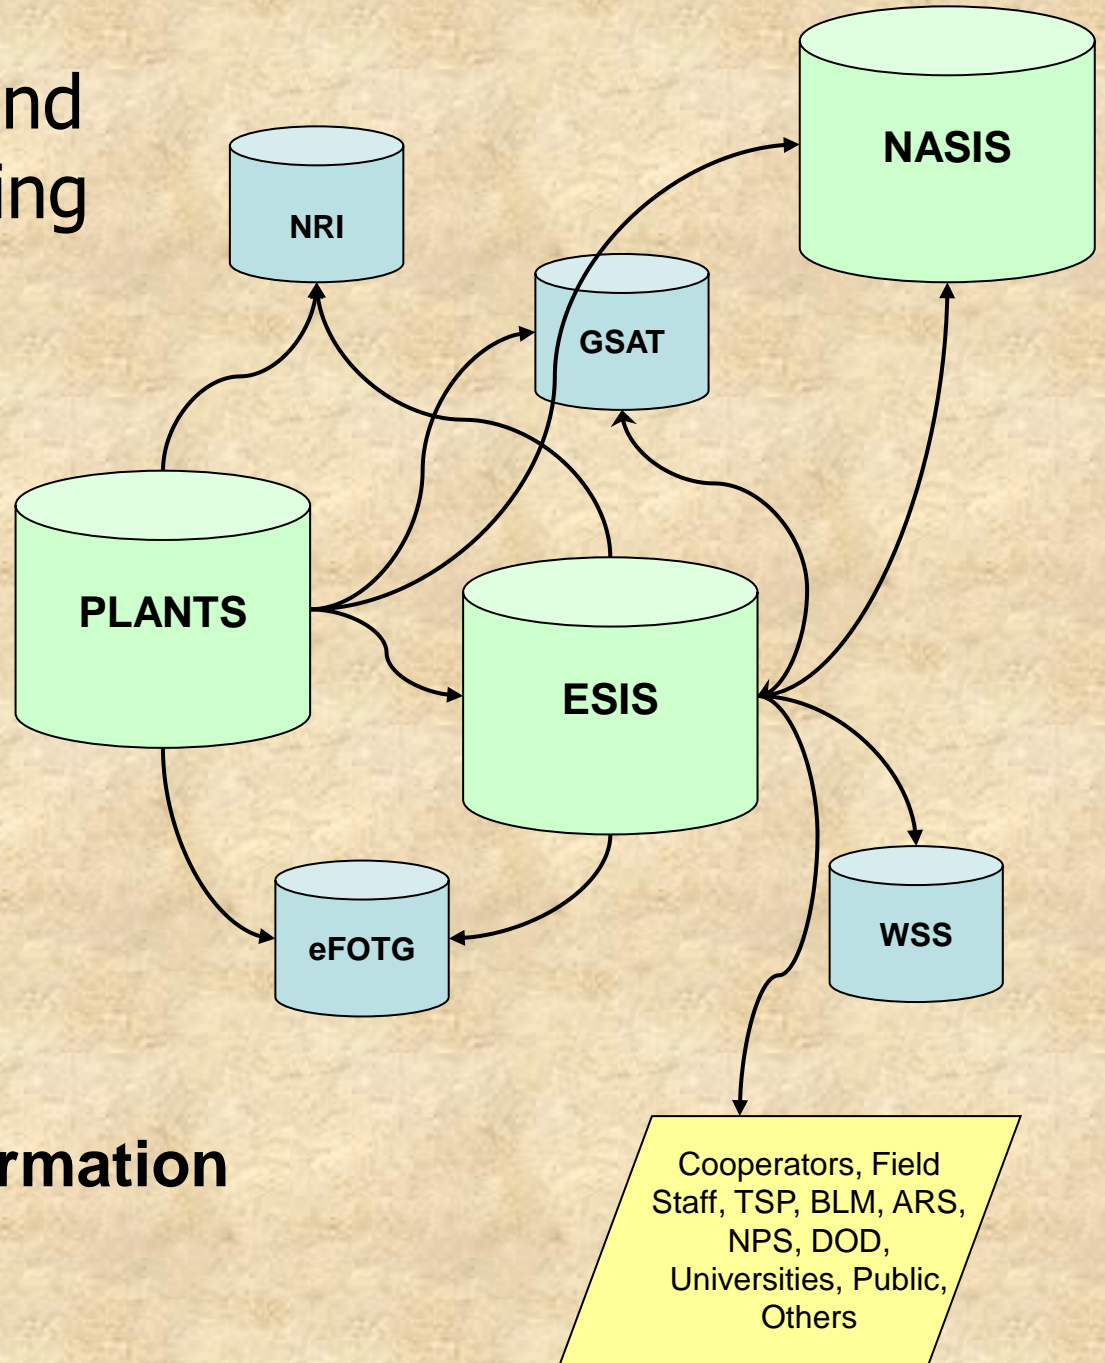 nd
ing
NASIS
NRI
GSAT
PLANTS
ESIS
eFOTG
WSS
rmation
Cooperators, Field
Staff, TSP, BLM, ARS,
NPS, DOD,
Universities, Public,
Others